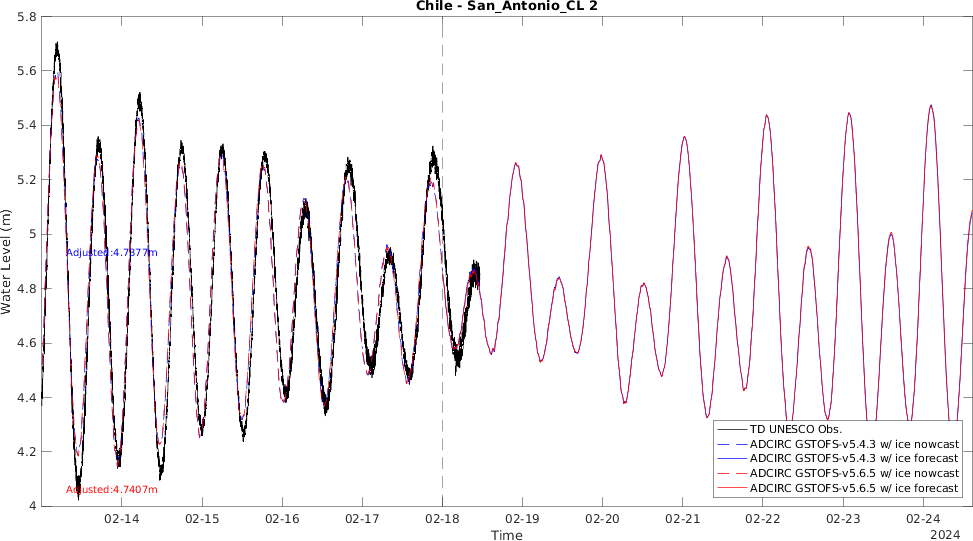 Chile - San_Antonio_CL 2
Water Level (m)
5.8
5.6
5.4
5.2
5
4.8
4.6
4.4
4.2
4
Adjusted:4.7377m
Adjusted:4.7407m
TD UNESCO Obs.
ADCIRC GSTOFS-v5.4.3 w/ ice nowcast
ADCIRC GSTOFS-v5.4.3 w/ ice forecast
ADCIRC GSTOFS-v5.6.5 w/ ice nowcast
ADCIRC GSTOFS-v5.6.5 w/ ice forecast
02-14 02-15 02-16 02-17 02-18 02-19 02-20 02-21 02-22 02-23 02-24
Time
2024